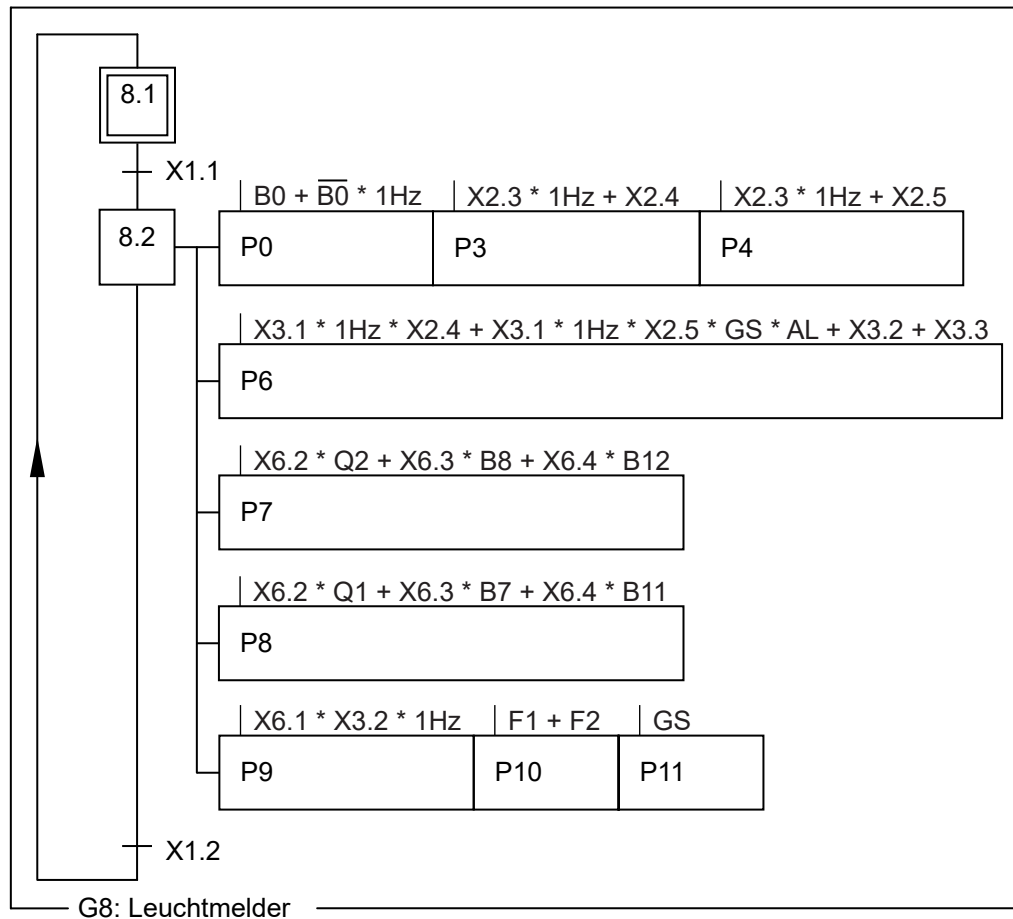 8.1
X1.1
B0 + B̅0̅ * 1Hz
X2.3 * 1Hz + X2.4
X2.3 * 1Hz + X2.5
8.2
P0
P3
P4
X3.1 * 1Hz * X2.4 + X3.1 * 1Hz * X2.5 * GS * AL + X3.2 + X3.3
P6
X6.2 * Q2 + X6.3 * B8 + X6.4 * B12
P7
X6.2 * Q1 + X6.3 * B7 + X6.4 * B11
P8
X6.1 * X3.2 * 1Hz
F1 + F2
GS
P9
P10
P11
X1.2
G8: Leuchtmelder